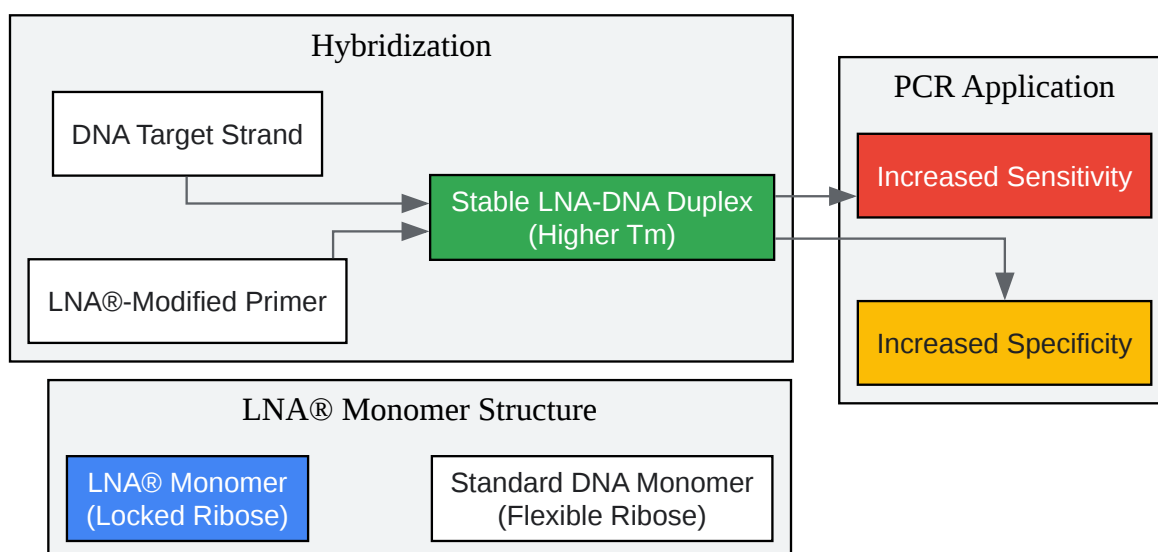 Hybridization
DNA Target Strand
LNA®-Modified Primer
Stable LNA-DNA Duplex
(Higher Tm)
PCR Application
Increased Sensitivity
Increased Specificity
LNA® Monomer Structure
LNA® Monomer
(Locked Ribose)
Standard DNA Monomer
(Flexible Ribose)